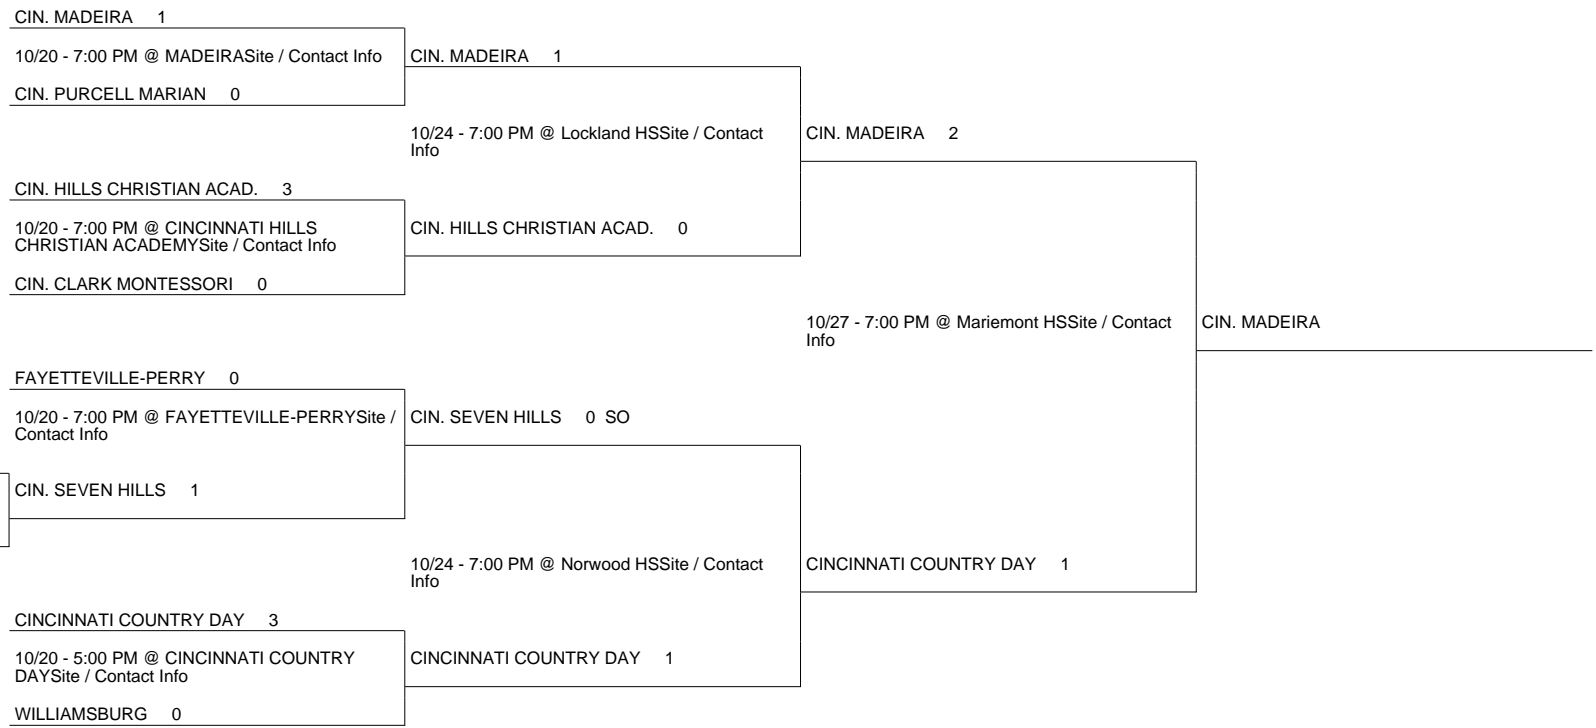 CIN. MADEIRA 1
10/20 - 7:00 PM @ MADEIRASite / Contact Info
CIN. PURCELL MARIAN 0
CIN. HILLS CHRISTIAN ACAD. 3
10/20 - 7:00 PM @ CINCINNATI HILLS
CHRISTIAN ACADEMYSite / Contact Info
CIN. CLARK MONTESSORI 0
FAYETTEVILLE-PERRY 0
10/20 - 7:00 PM @ FAYETTEVILLE-PERRYSite /
Contact Info
CIN. SEVEN HILLS 1
CINCINNATI COUNTRY DAY 3
10/20 - 5:00 PM @ CINCINNATI COUNTRY
DAYSite / Contact Info
WILLIAMSBURG 0
CIN. MADEIRA 1
10/24 - 7:00 PM @ Lockland HSSite / Contact
Info
CIN. HILLS CHRISTIAN ACAD. 0
CIN. SEVEN HILLS 0 SO
10/24 - 7:00 PM @ Norwood HSSite / Contact
Info
CINCINNATI COUNTRY DAY 1
CIN. MADEIRA 2
10/27 - 7:00 PM @ Mariemont HSSite / Contact
Info
CINCINNATI COUNTRY DAY 1
CIN. MADEIRA